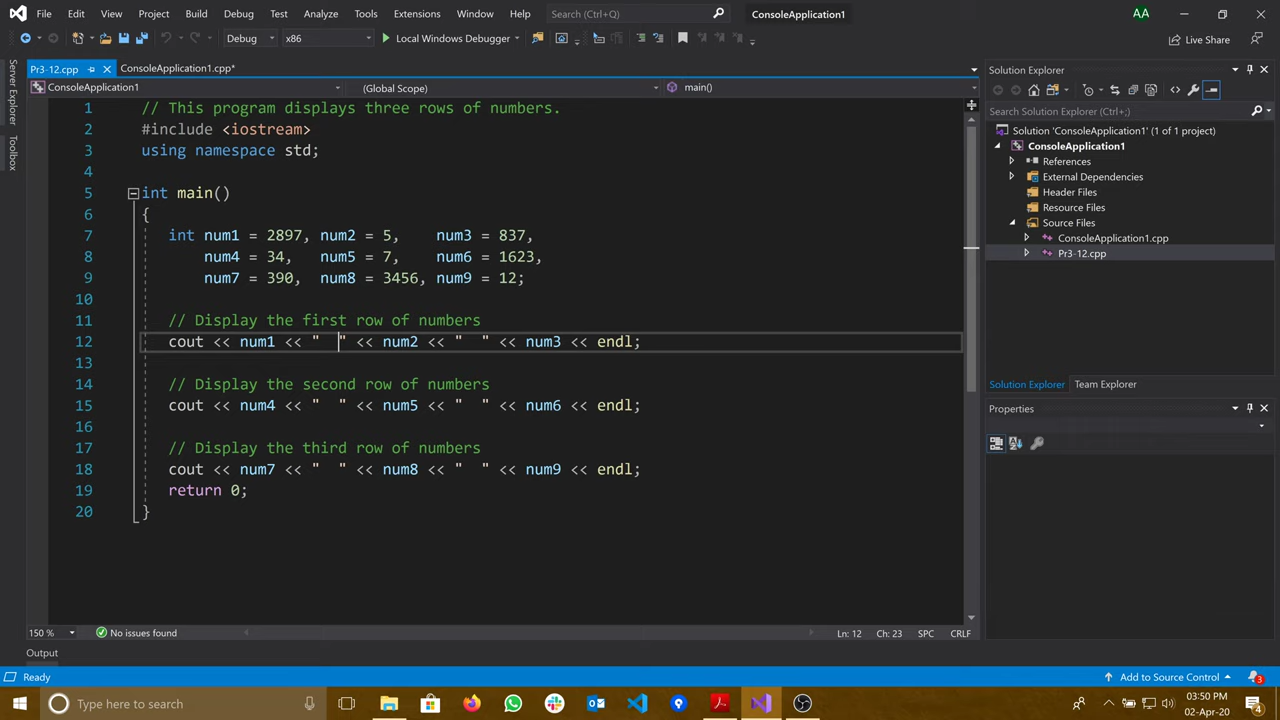 File Edit View Project Build Debug Test Analyze Tools Extensions Window Help Search (Ctrl+Q) ConsoleApplication1 AA
Debug x86 Local Windows Debugger Live Share
Server Explorer
Toolbox
Pr3-12.cpp ConsoleApplication1.cpp*
ConsoleApplication1 (Global Scope) main()
1 // This program displays three rows of numbers.
2 #include <iostream>
3 using namespace std;
4
5 int main()
6 {
7 int num1 = 2897, num2 = 5, num3 = 837,
8 num4 = 34, num5 = 7, num6 = 1623,
9 num7 = 390, num8 = 3456, num9 = 12;
10
11 // Display the first row of numbers
12 cout << num1 << "  " << num2 << "  " << num3 << endl;
13
14 // Display the second row of numbers
15 cout << num4 << "  " << num5 << "  " << num6 << endl;
16
17 // Display the third row of numbers
18 cout << num7 << "  " << num8 << "  " << num9 << endl;
19 return 0;
20 }
150 % No issues found Ln: 12 Ch: 23 SPC CRLF
Output
Solution Explorer
Search Solution Explorer (Ctrl+;)
Solution 'ConsoleApplication1' (1 of 1 project)
ConsoleApplication1
References
External Dependencies
Header Files
Resource Files
Source Files
ConsoleApplication1.cpp
Pr3-12.cpp
Solution Explorer Team Explorer
Properties
Ready Add to Source Control 3
Type here to search 03:50 PM
02-Apr-20 4